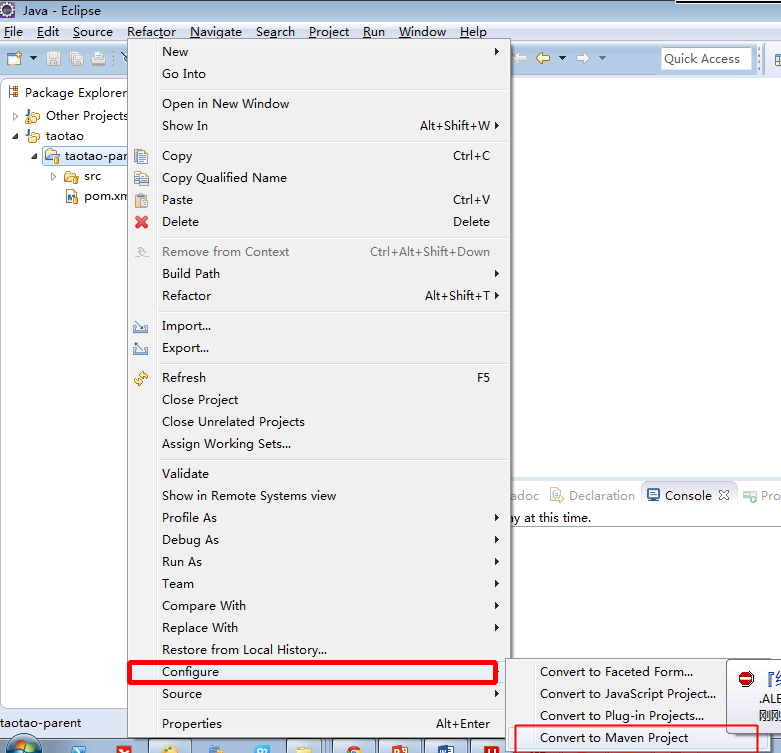 Java - Eclipse
File Edit Source Refactor Navigate Search Project Run Window Help
Quick Access
Package Explorer
Other Projects
taotao
taotao-par
src
pom.xm
New
Go Into
Open in New Window
Show In Alt+Shift+W
Copy Ctrl+C
Copy Qualified Name
Paste Ctrl+V
Delete Delete
Remove from Context Ctrl+Alt+Shift+Down
Build Path
Refactor Alt+Shift+T
Import...
Export...
Refresh F5
Close Project
Close Unrelated Projects
Assign Working Sets...
Validate
Show in Remote Systems view
Profile As
Debug As
Run As
Team
Compare With
Replace With
Restore from Local History...
Configure
Source
Properties Alt+Enter
adoc Declaration Console Pro
ay at this time.
Convert to Faceted Form...
Convert to JavaScript Project...
Convert to Plug-in Projects...
Convert to Maven Project
.ALE
刚刚
taotao-parent